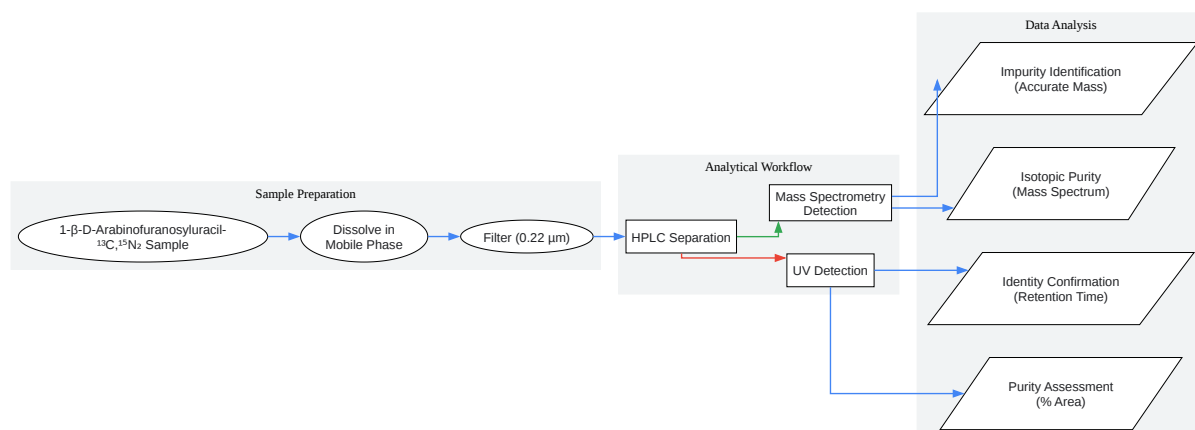 Sample Preparation
1-β-D-Arabinofuranosyluracil-
¹³C,¹⁵N₂ Sample
Dissolve in
Mobile Phase
Filter (0.22 µm)
Analytical Workflow
HPLC Separation
Mass Spectrometry
Detection
UV Detection
Data Analysis
Impurity Identification
(Accurate Mass)
Isotopic Purity
(Mass Spectrum)
Identity Confirmation
(Retention Time)
Purity Assessment
(% Area)